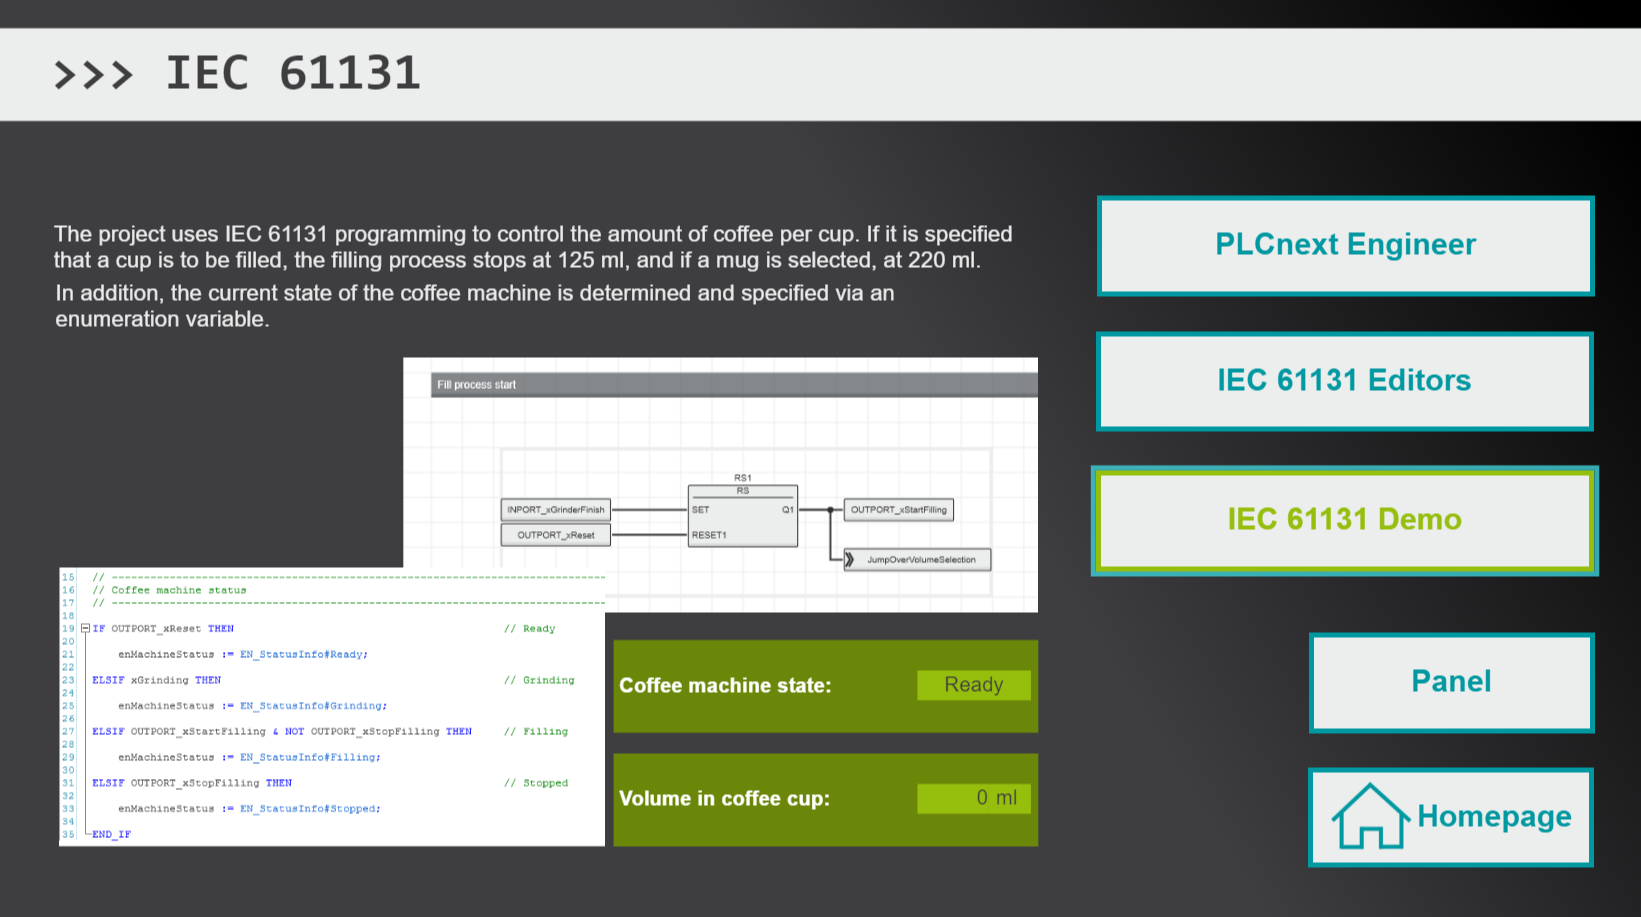 >>> IEC 61131
The project uses IEC 61131 programming to control the amount of coffee per cup. If it is specified
that a cup is to be filled, the filling process stops at 125 ml, and if a mug is selected, at 220 ml.
In addition, the current state of the coffee machine is determined and specified via an
enumeration variable.
Fill process start
RS1
RS
INPORT_xGrinderFinish
SET
Q1
OUTPORT_xStartFilling
OUTPORT_xReset
RESET1
JumpOverVolumeSelection
15 // -----------------------------------------------------------------------------
16 // Coffee machine status
17 // -----------------------------------------------------------------------------
18
19 IF OUTPORT_xReset THEN // Ready
20
21 enMachineStatus := EN_StatusInfo#Ready;
22
23 ELSIF xGrinding THEN // Grinding
24
25 enMachineStatus := EN_StatusInfo#Grinding;
26
27 ELSIF OUTPORT_xStartFilling & NOT OUTPORT_xStopFilling THEN // Filling
28
29 enMachineStatus := EN_StatusInfo#Filling;
30
31 ELSIF OUTPORT_xStopFilling THEN // Stopped
32
33 enMachineStatus := EN_StatusInfo#Stopped;
34
35 END_IF
Coffee machine state: Ready
Volume in coffee cup: 0 ml
PLCnext Engineer
IEC 61131 Editors
IEC 61131 Demo
Panel
Homepage